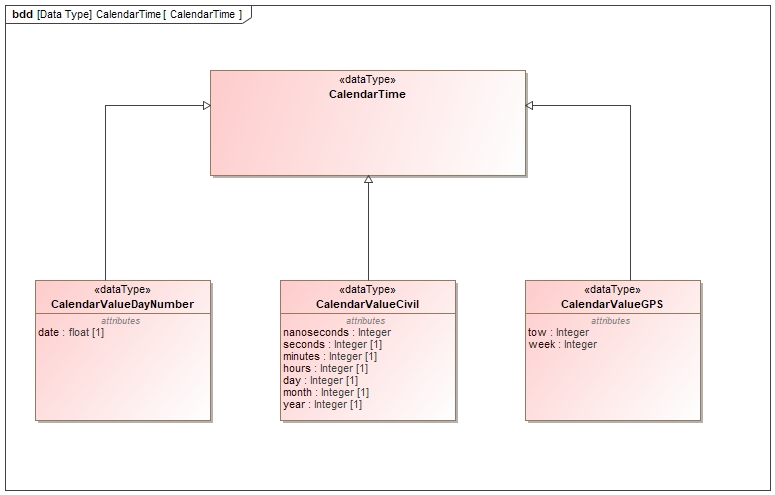 bdd [Data Type] CalendarTime [ CalendarTime ]
«dataType»
CalendarTime
«dataType»
CalendarValueDayNumber
attributes
date : float [1]
«dataType»
CalendarValueCivil
attributes
nanoseconds : Integer
seconds : Integer [1]
minutes : Integer [1]
hours : Integer [1]
day : Integer [1]
month : Integer [1]
year : Integer [1]
«dataType»
CalendarValueGPS
attributes
tow : Integer
week : Integer